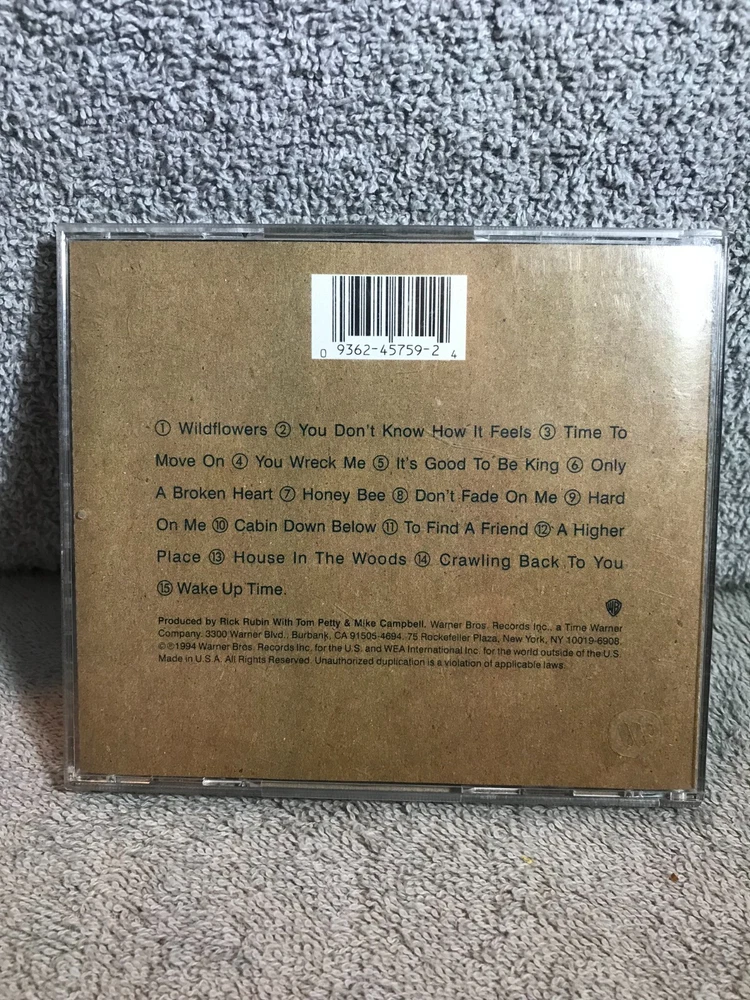 0 9362-45759-2 4
① Wildflowers ② You Don't Know How It Feels ③ Time To
Move On ④ You Wreck Me ⑤ It's Good To Be King ⑥ Only
A Broken Heart ⑦ Honey Bee ⑧ Don't Fade On Me ⑨ Hard
On Me ⑩ Cabin Down Below ⑪ To Find A Friend ⑫ A Higher
Place ⑬ House In The Woods ⑭ Crawling Back To You
⑮ Wake Up Time.
WB
Produced by Rick Rubin With Tom Petty & Mike Campbell. Warner Bros. Records Inc., a Time Warner
Company. 3300 Warner Blvd., Burbank, CA 91505-4694. 75 Rockefeller Plaza, New York, NY 10019-6908.
©℗1994 Warner Bros. Records Inc. for the U.S. and WEA International Inc. for the world outside of the U.S.
Made in U.S.A. All Rights Reserved. Unauthorized duplication is a violation of applicable laws.